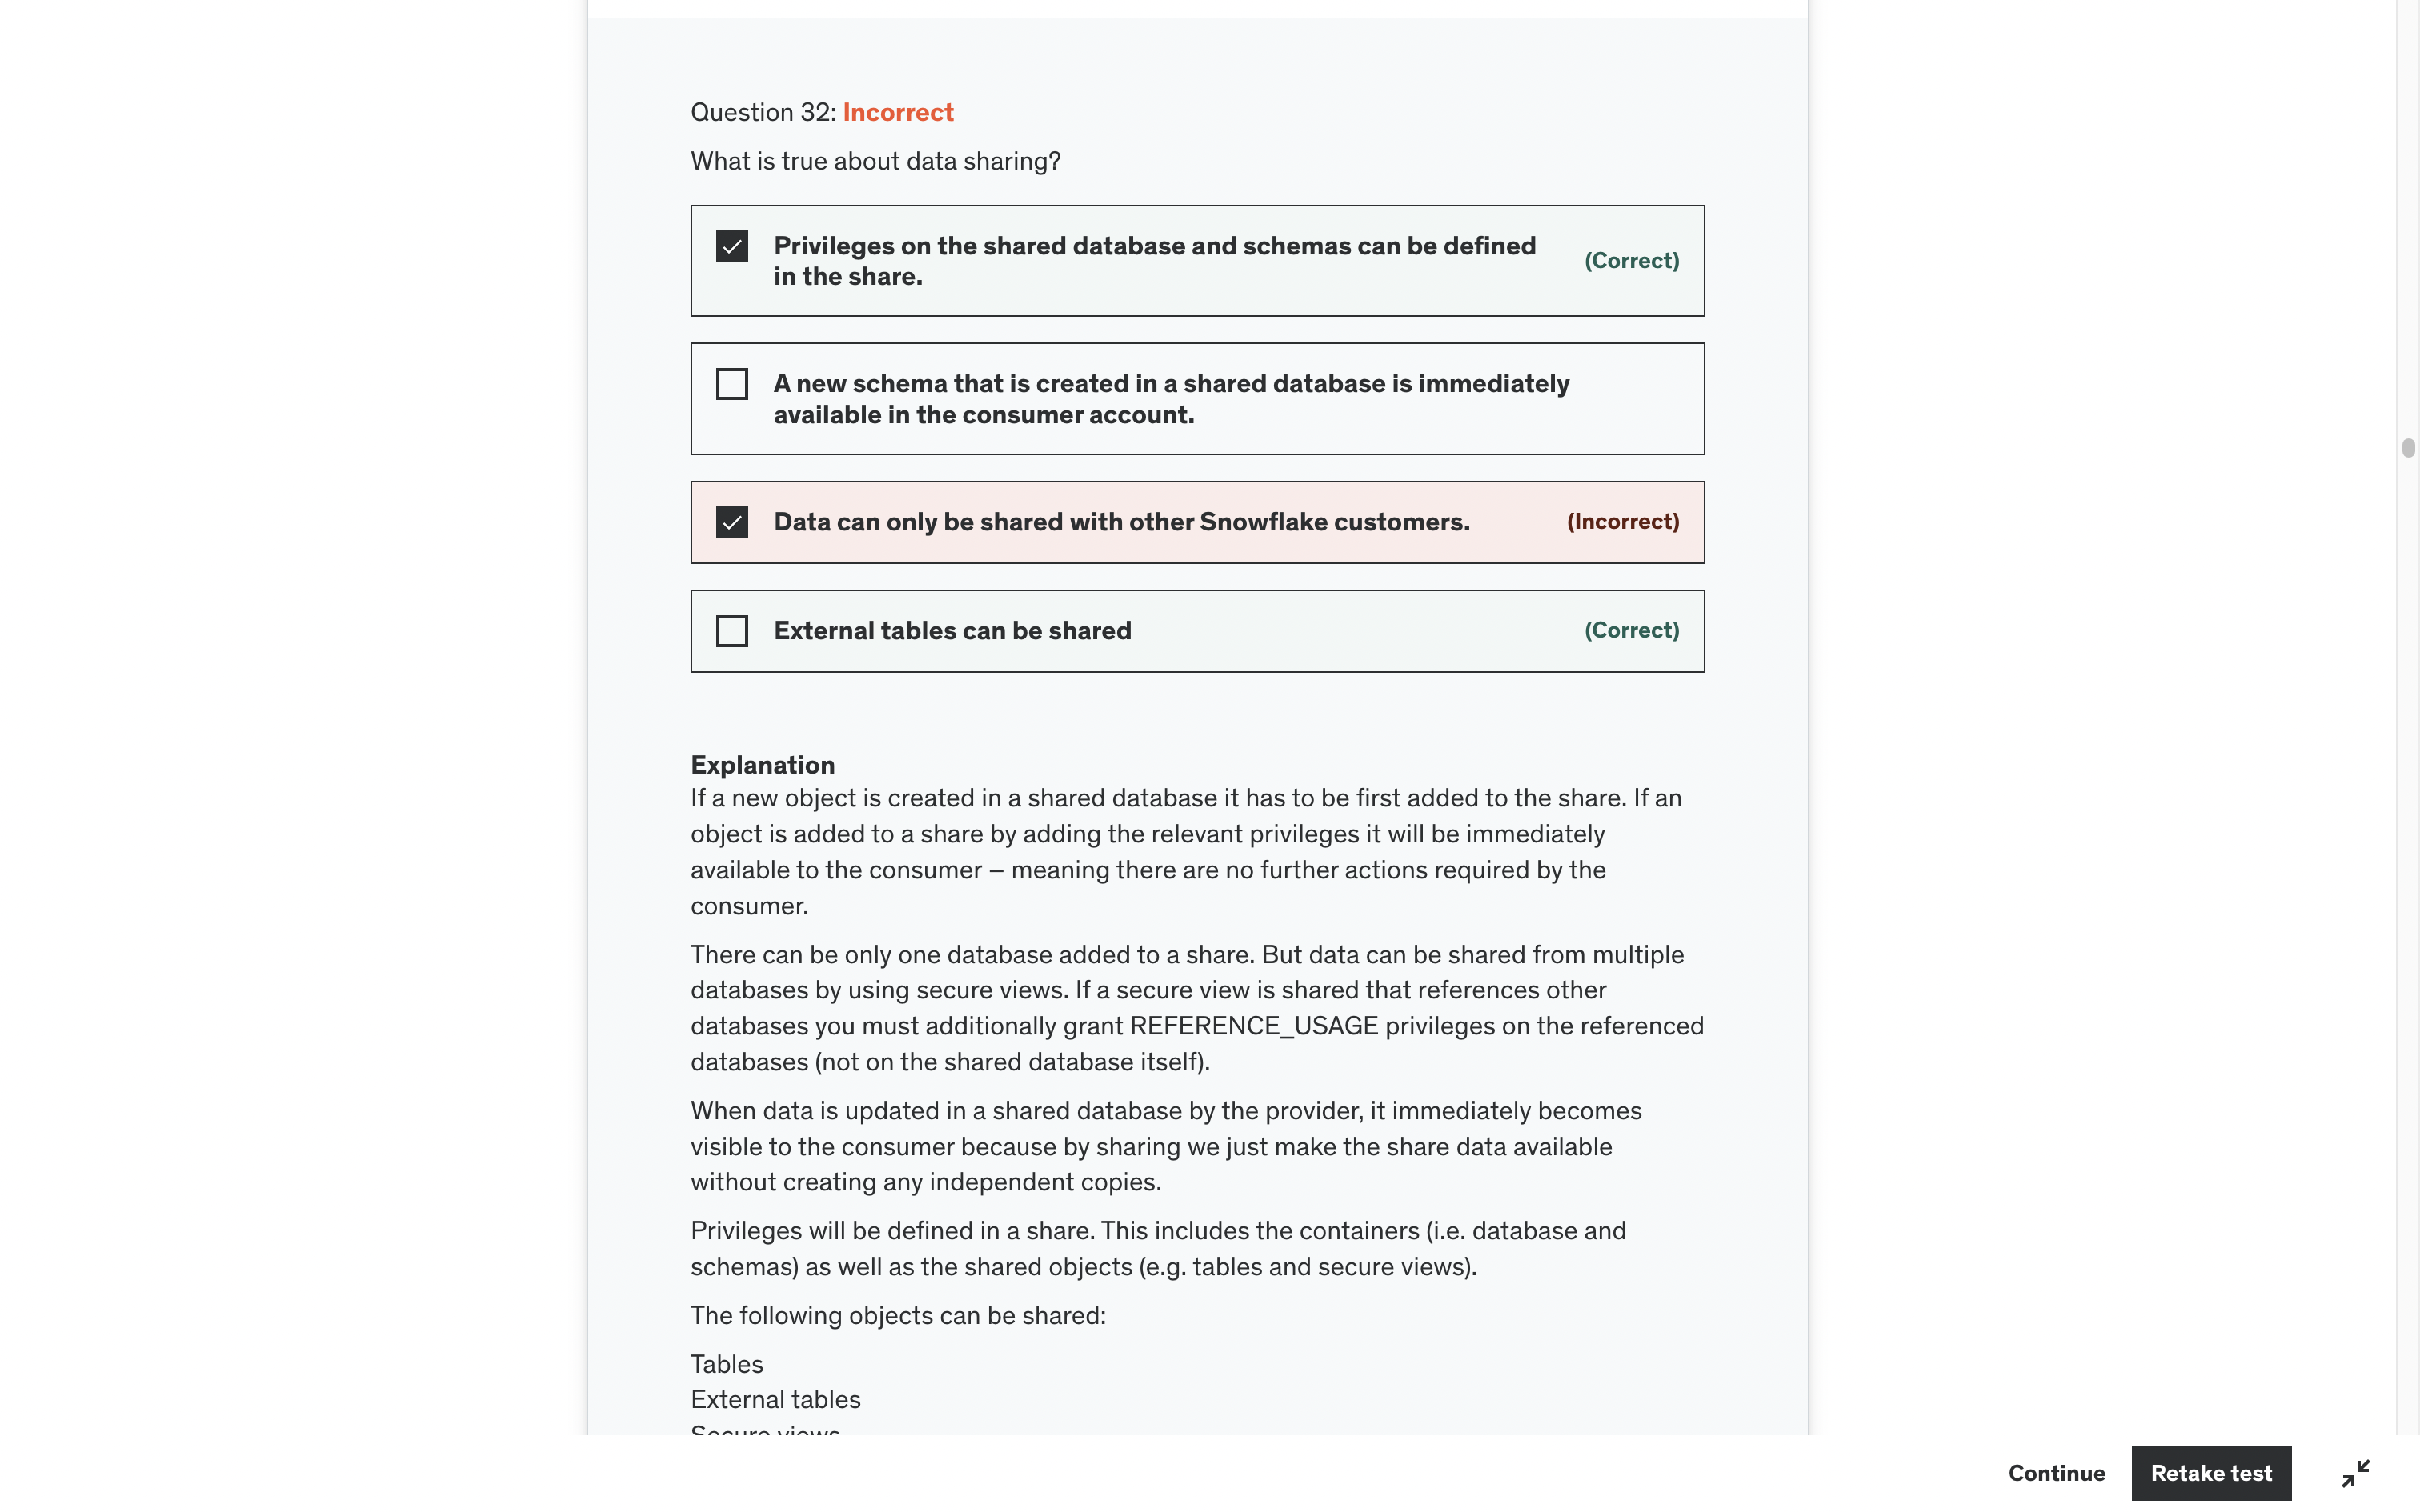 Question 32: Incorrect
What is true about data sharing?
Privileges on the shared database and schemas can be defined
in the share.
(Correct)
A new schema that is created in a shared database is immediately
available in the consumer account.
Data can only be shared with other Snowflake customers.
(Incorrect)
External tables can be shared
(Correct)
Explanation
If a new object is created in a shared database it has to be first added to the share. If an
object is added to a share by adding the relevant privileges it will be immediately
available to the consumer – meaning there are no further actions required by the
consumer.
There can be only one database added to a share. But data can be shared from multiple
databases by using secure views. If a secure view is shared that references other
databases you must additionally grant REFERENCE_USAGE privileges on the referenced
databases (not on the shared database itself).
When data is updated in a shared database by the provider, it immediately becomes
visible to the consumer because by sharing we just make the share data available
without creating any independent copies.
Privileges will be defined in a share. This includes the containers (i.e. database and
schemas) as well as the shared objects (e.g. tables and secure views).
The following objects can be shared:
Tables
External tables
Secure views
Continue
Retake test